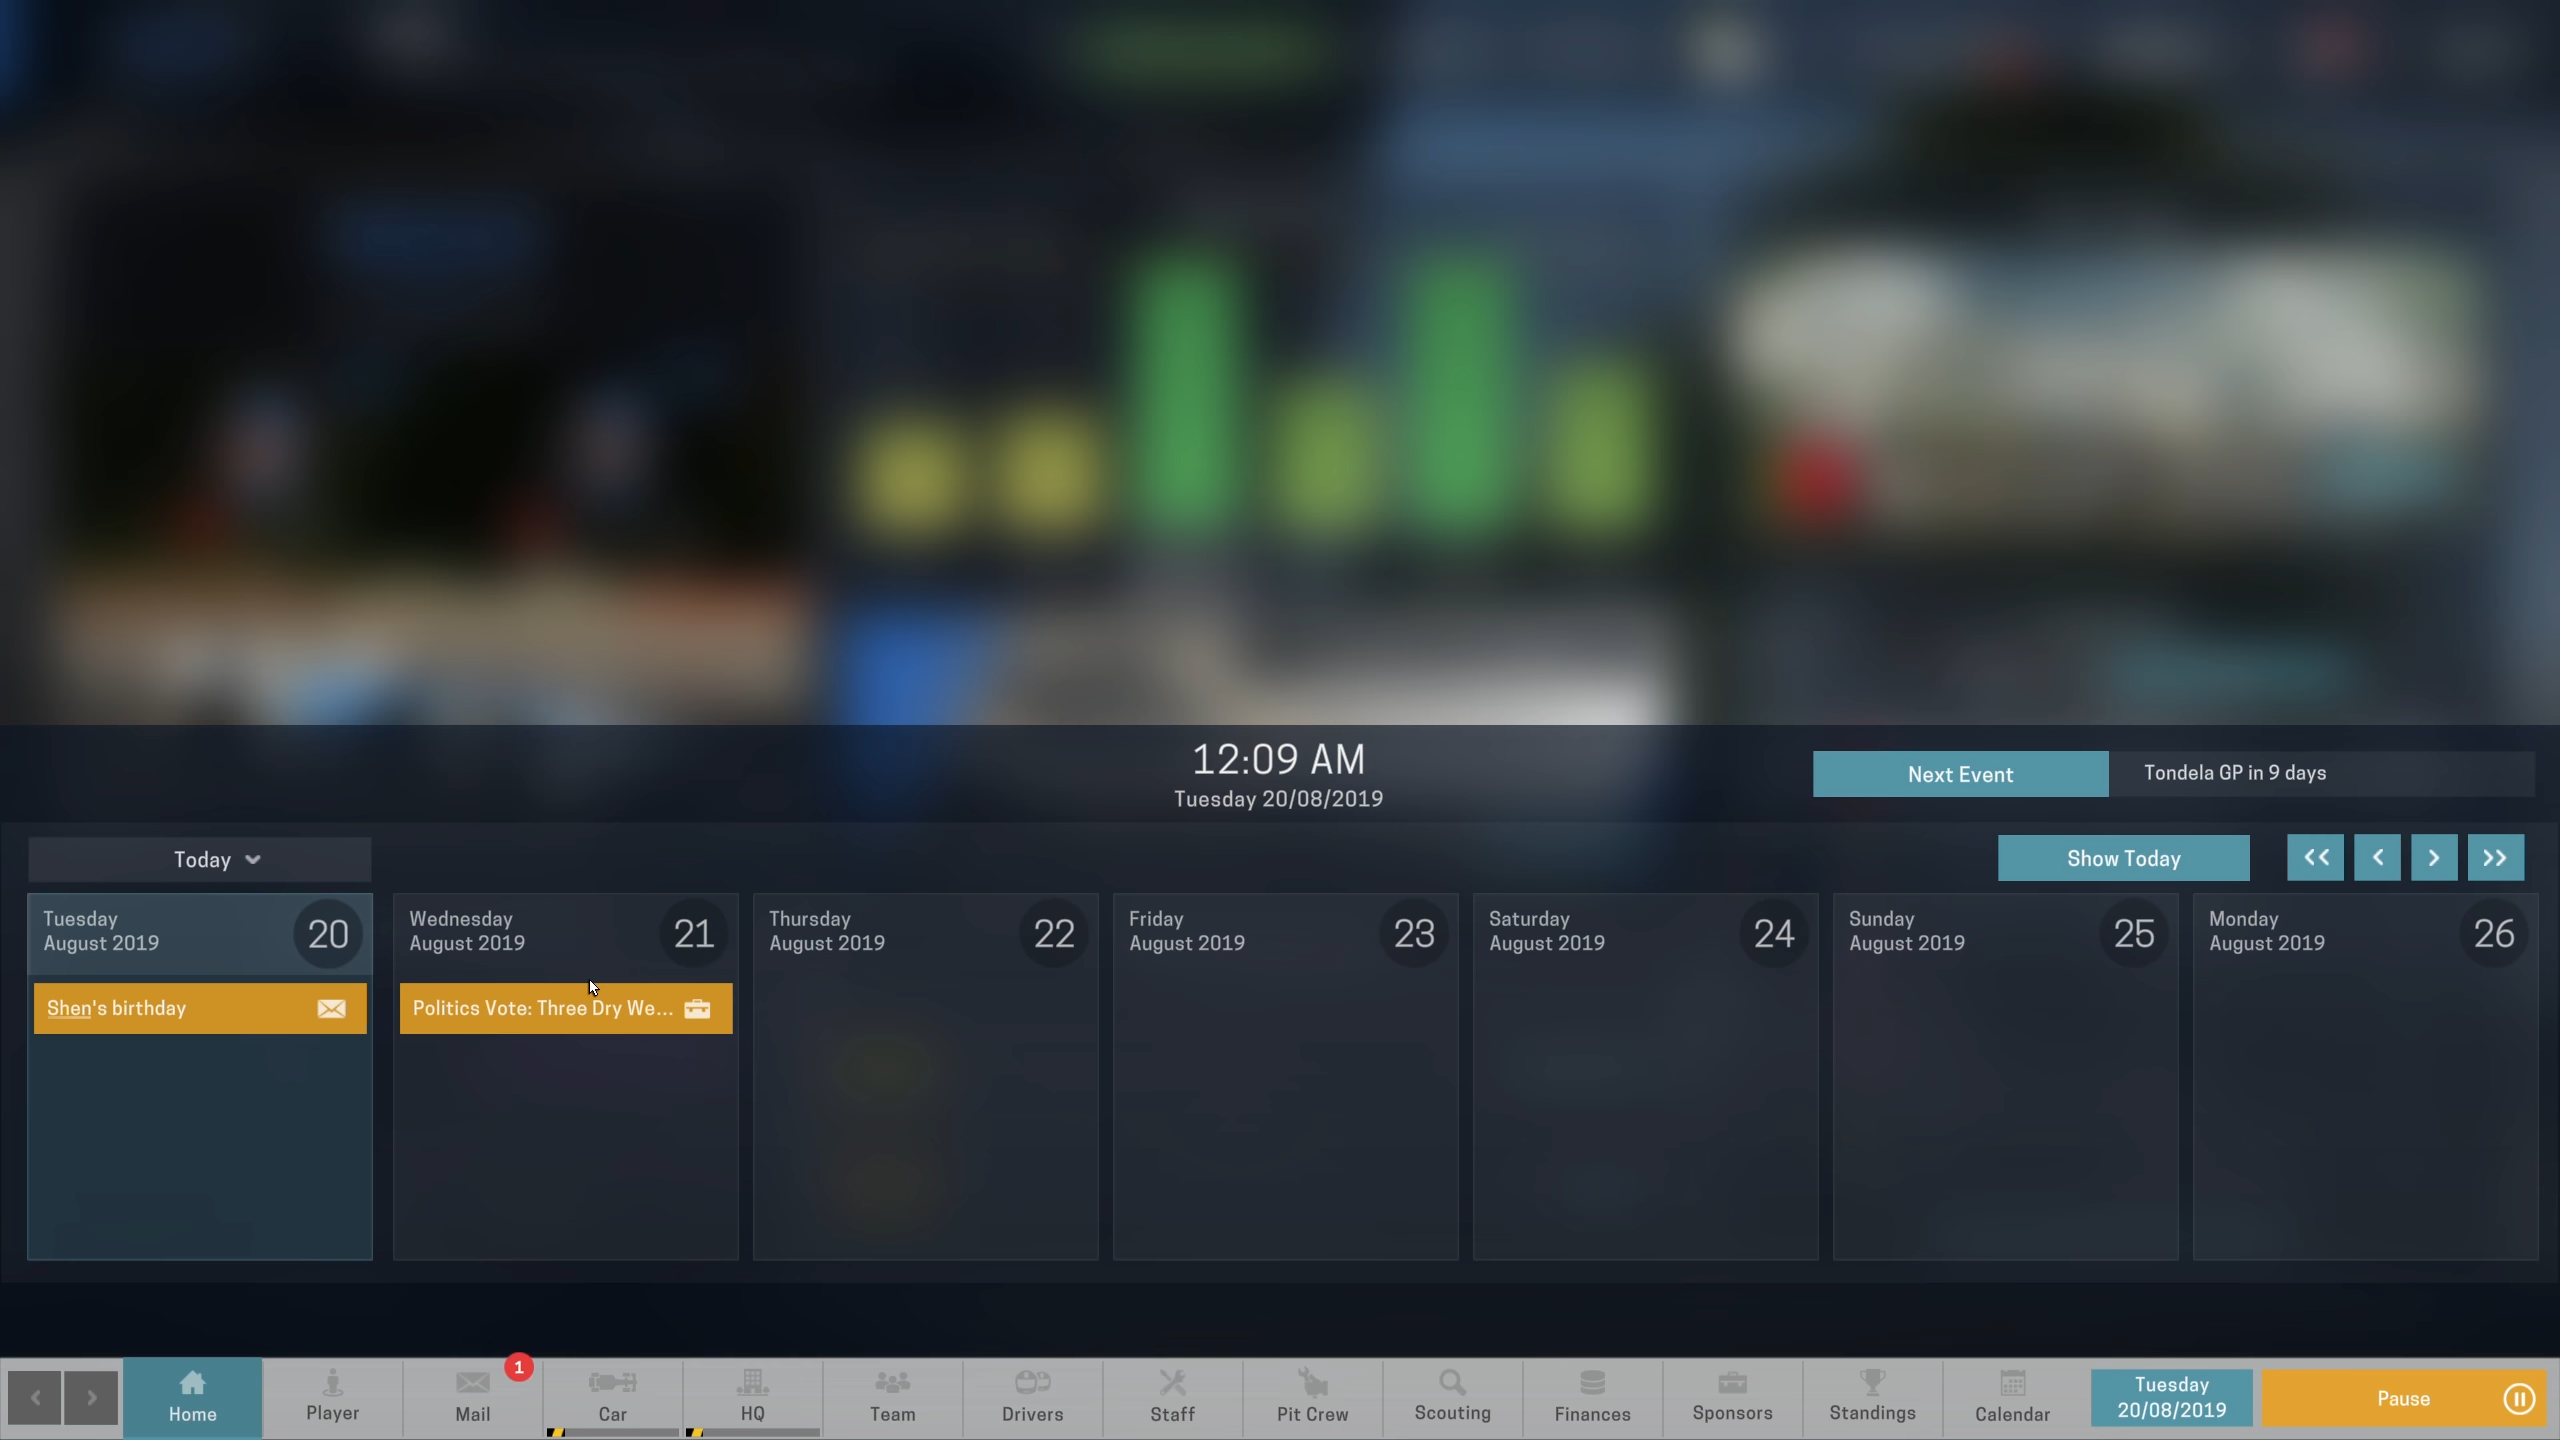 12:09 AM
Tuesday 20/08/2019
Next Event
Tondela GP in 9 days
Today
Show Today
Tuesday
August 2019
20
Wednesday
August 2019
21
Thursday
August 2019
22
Friday
August 2019
23
Saturday
August 2019
24
Sunday
August 2019
25
Monday
August 2019
26
Shen's birthday
Politics Vote: Three Dry We...
Home
Player
1
Mail
Car
HQ
Team
Drivers
Staff
Pit Crew
Scouting
Finances
Sponsors
Standings
Calendar
Tuesday
20/08/2019
Pause